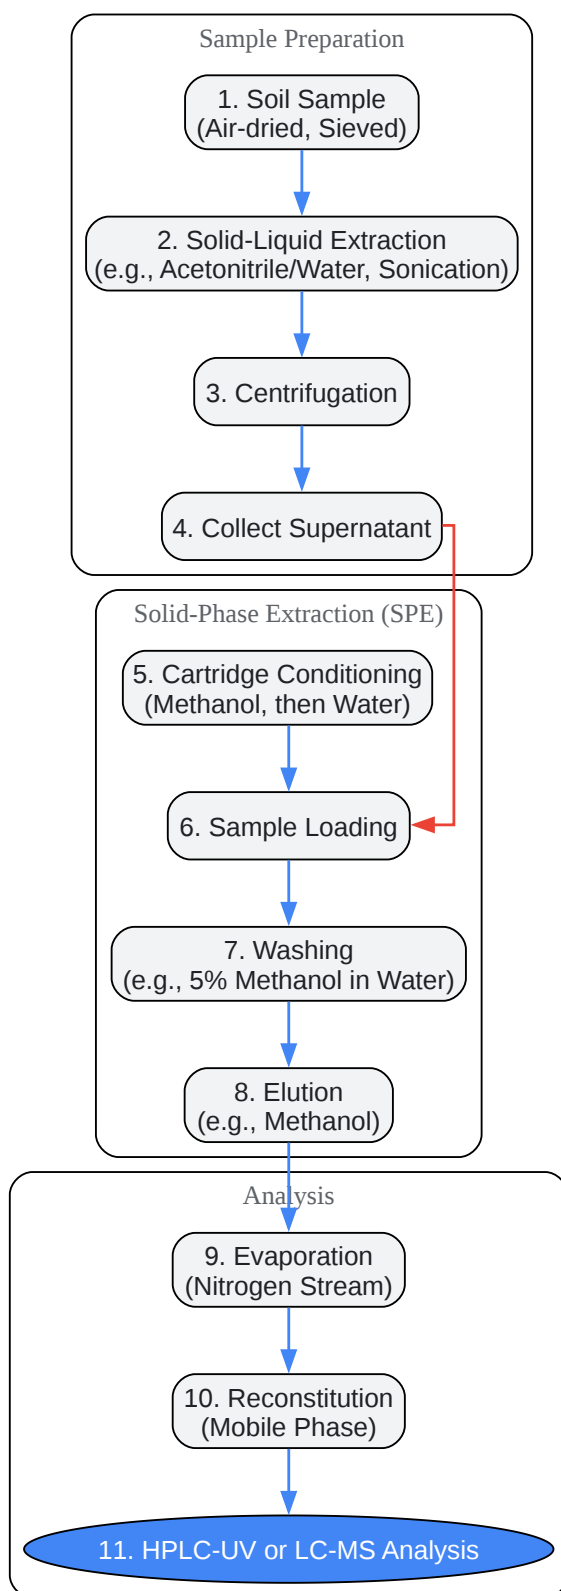 Sample Preparation
1. Soil Sample
(Air-dried, Sieved)
2. Solid-Liquid Extraction
(e.g., Acetonitrile/Water, Sonication)
3. Centrifugation
4. Collect Supernatant
Solid-Phase Extraction (SPE)
5. Cartridge Conditioning
(Methanol, then Water)
6. Sample Loading
7. Washing
(e.g., 5% Methanol in Water)
8. Elution
(e.g., Methanol)
Analysis
9. Evaporation
(Nitrogen Stream)
10. Reconstitution
(Mobile Phase)
11. HPLC-UV or LC-MS Analysis